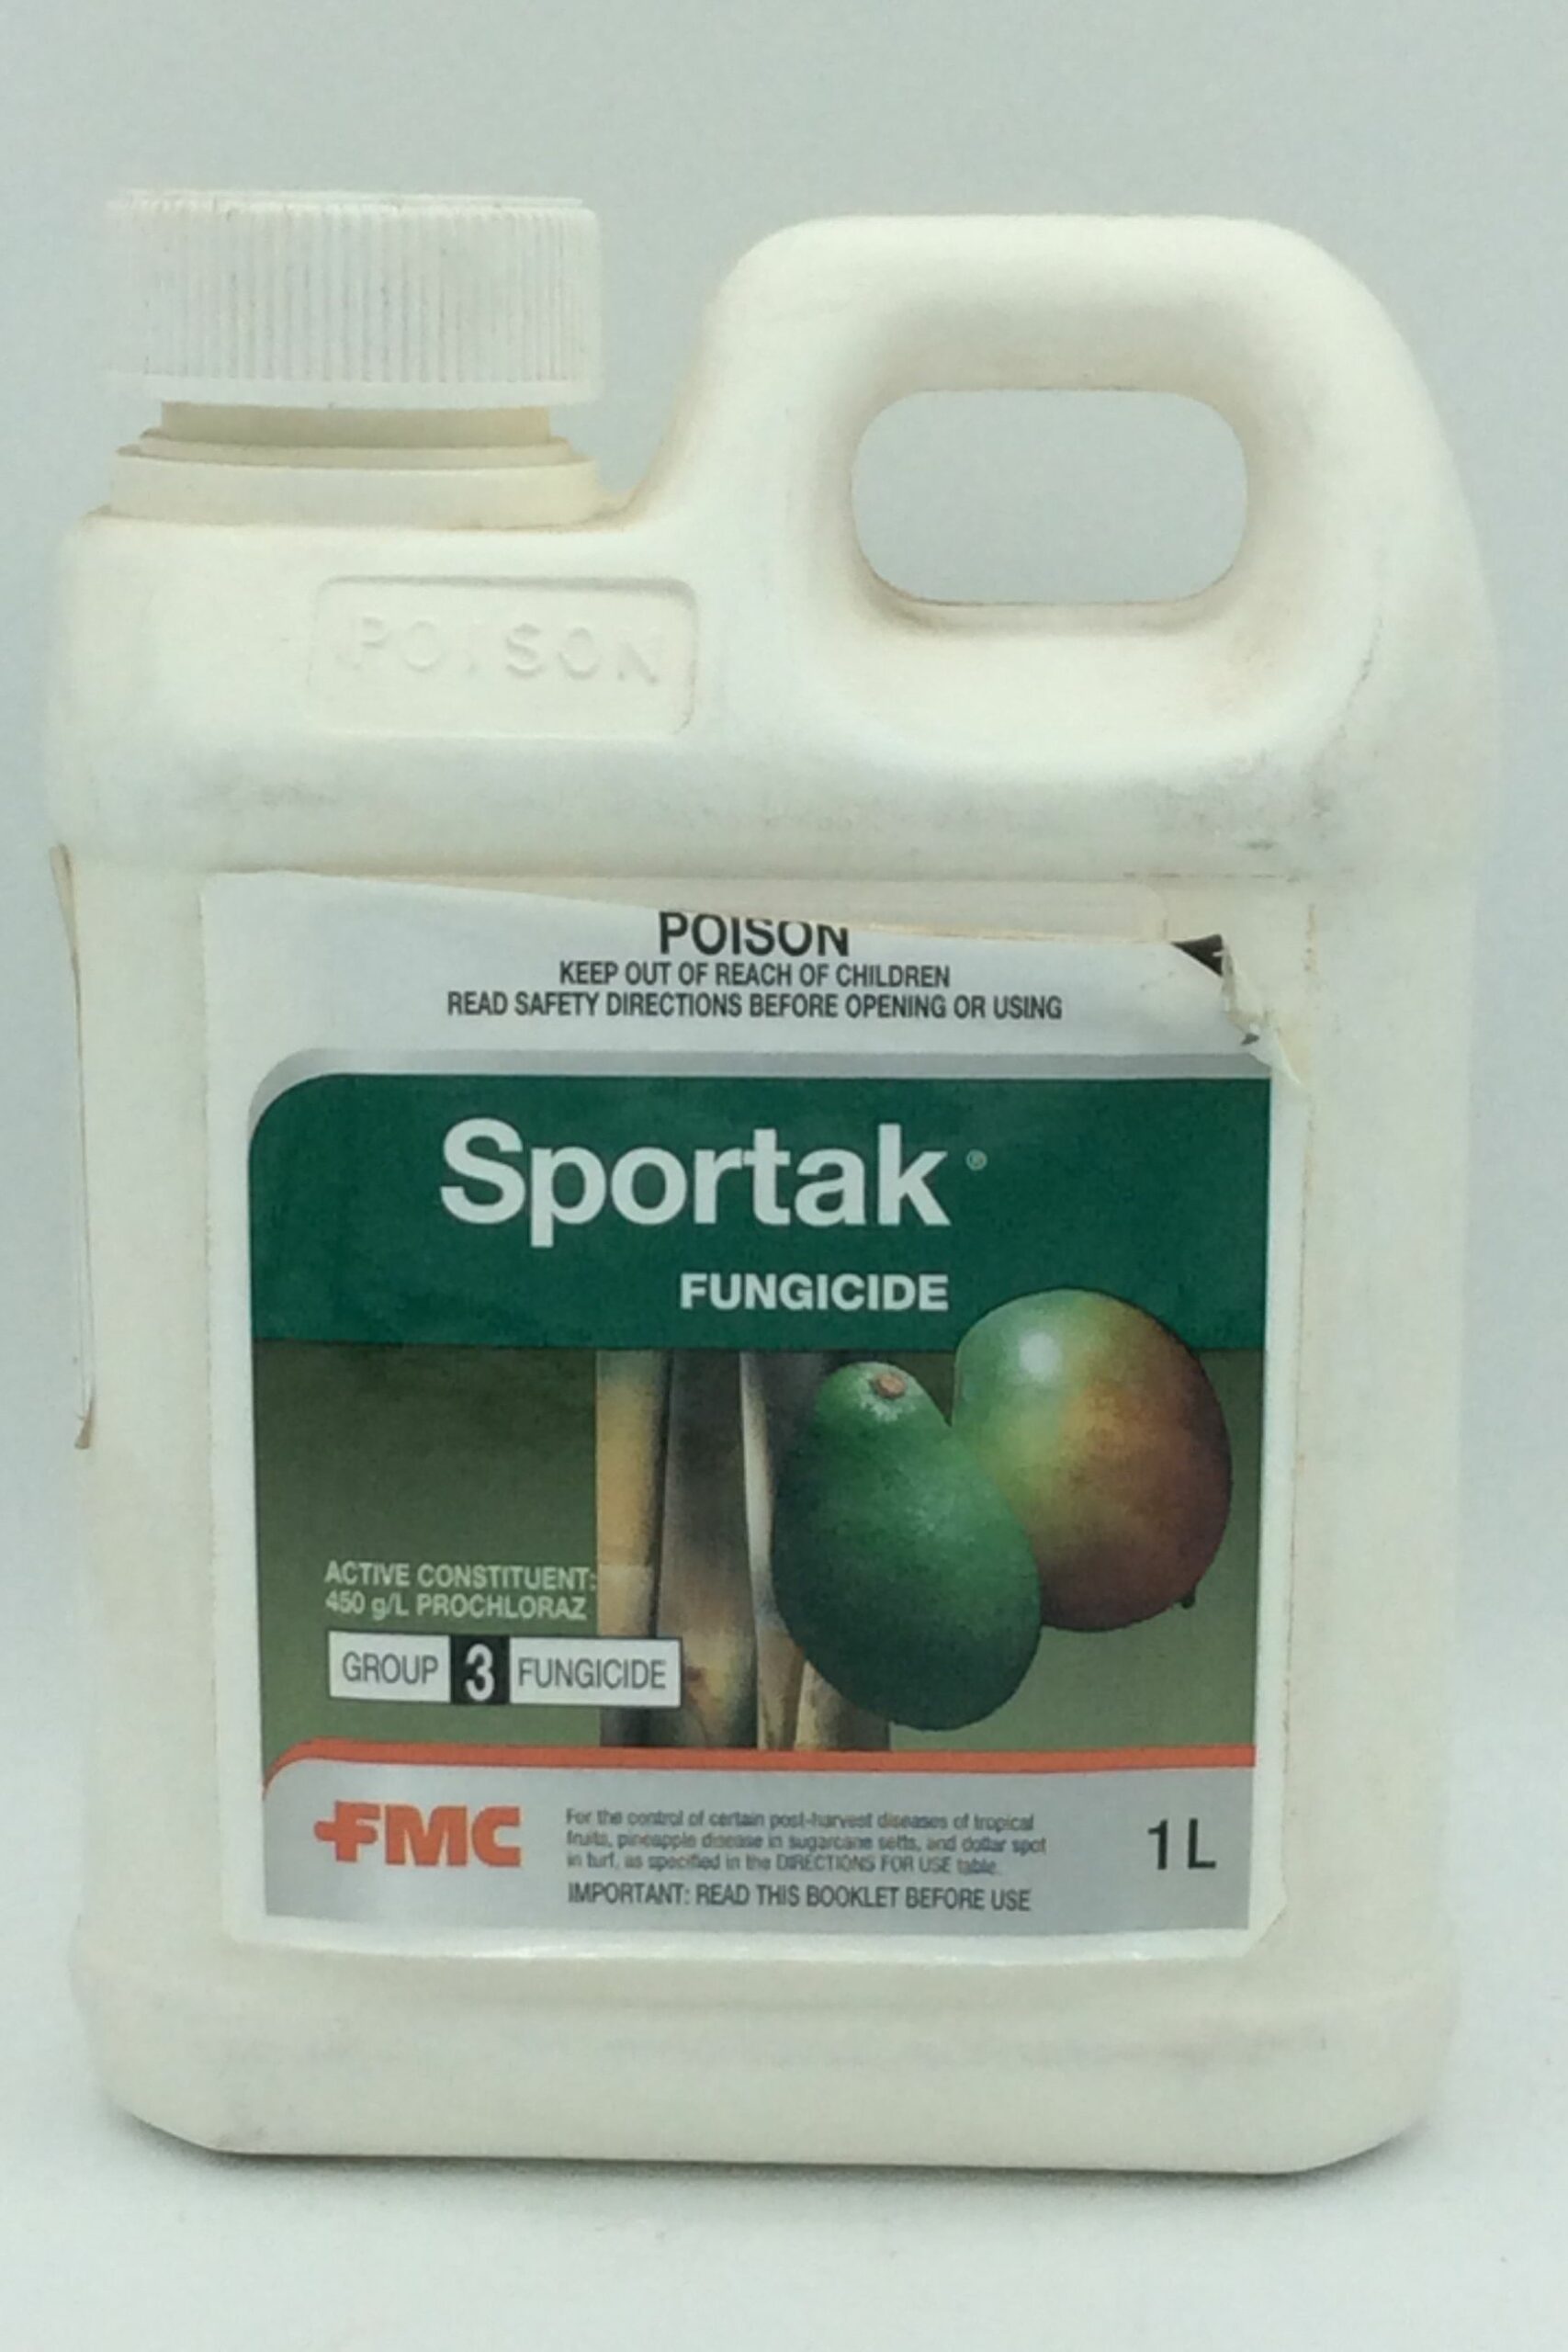 POISON
POISON
KEEP OUT OF REACH OF CHILDREN
READ SAFETY DIRECTIONS BEFORE OPENING OR USING
Sportak®
FUNGICIDE
ACTIVE CONSTITUENT:
450 g/L PROCHLORAZ
GROUP 3 FUNGICIDE
FMC
For the control of certain post-harvest diseases of tropical
fruits, pineapple disease in sugarcane setts, and dollar spot
in turf, as specified in the DIRECTIONS FOR USE table.
IMPORTANT: READ THIS BOOKLET BEFORE USE
1 L